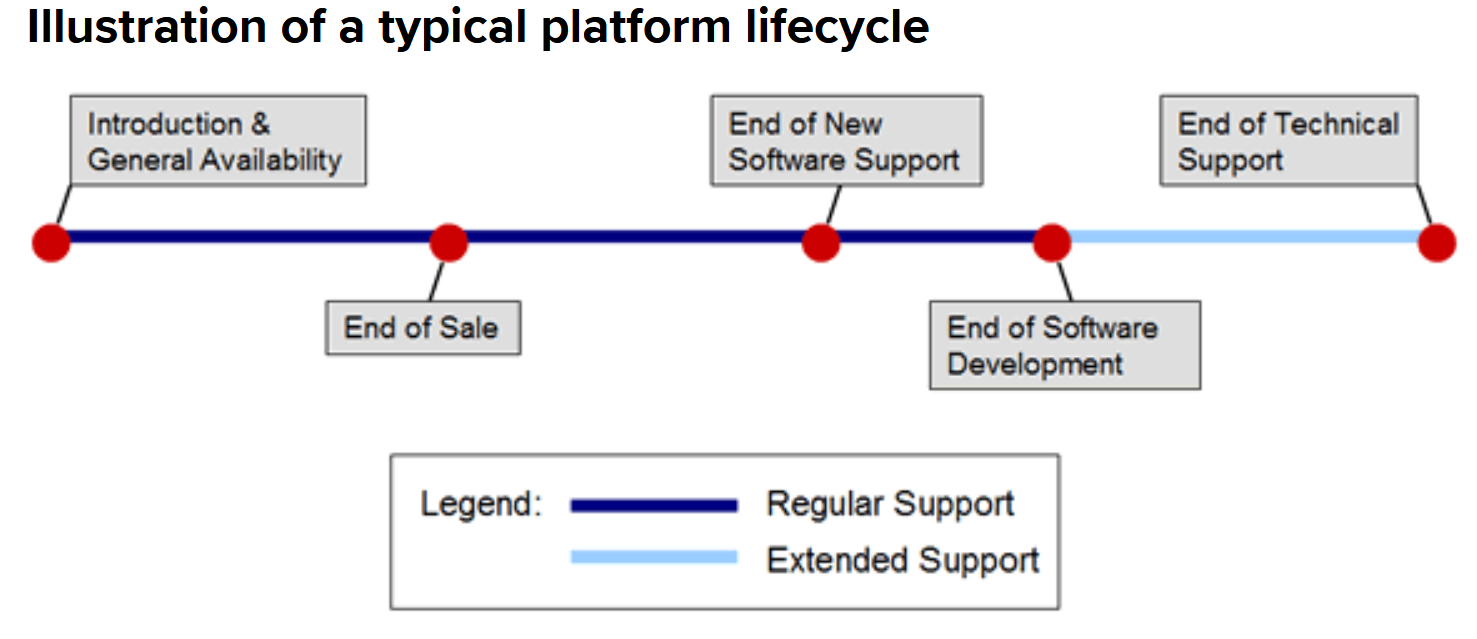 Illustration of a typical platform lifecycle
Introduction &
General Availability
End of New
Software Support
End of Technical
Support
End of Sale
End of Software
Development
Legend:
Regular Support
Extended Support